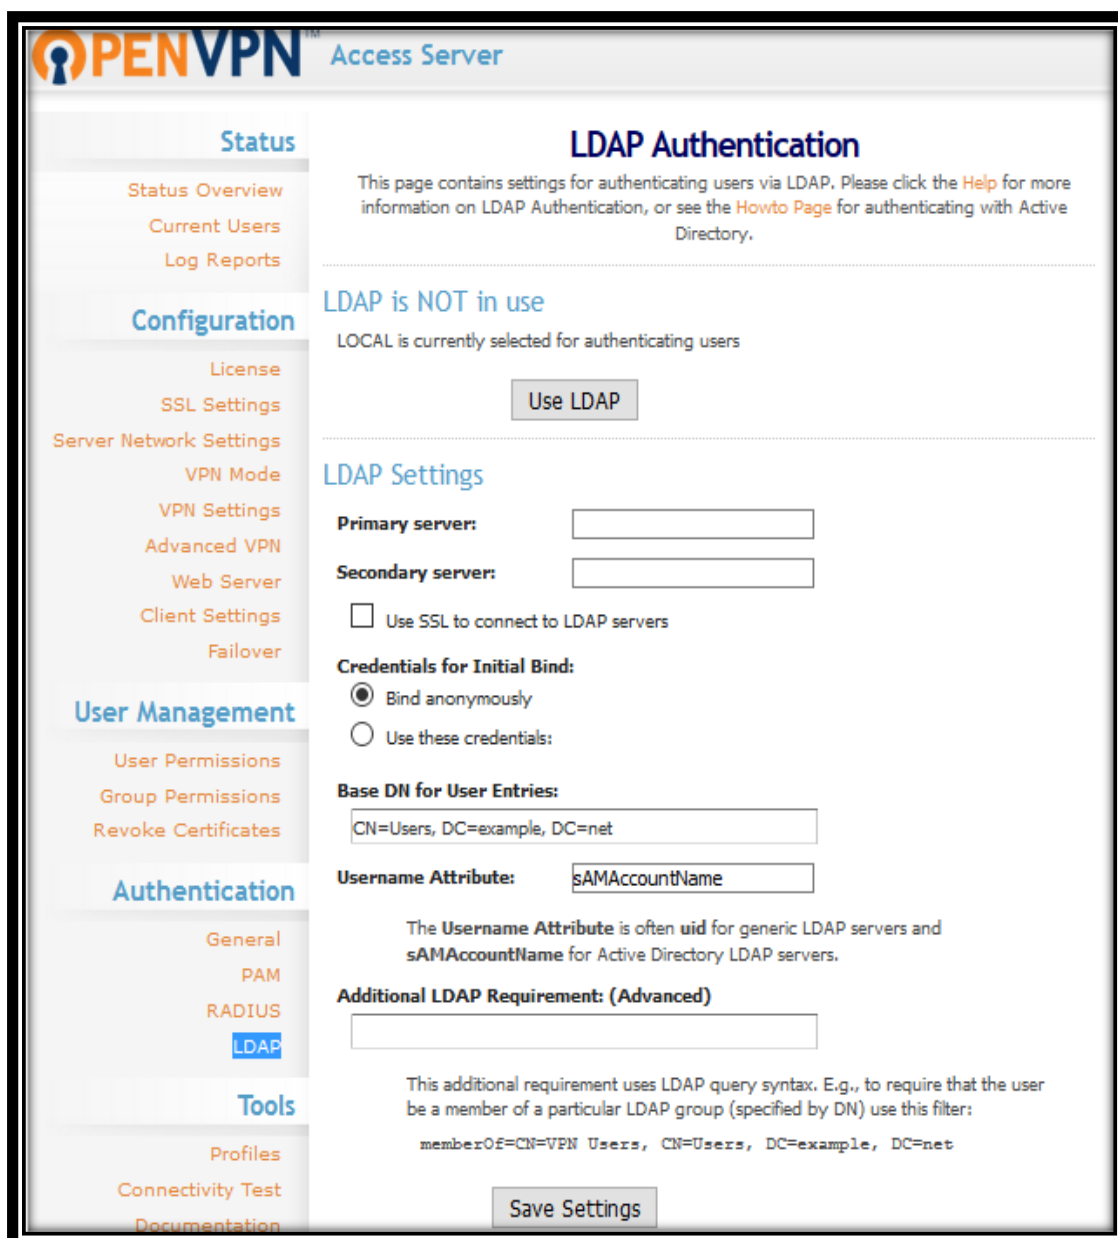 OPENVPN™ Access Server
Status
Status Overview
Current Users
Log Reports
Configuration
License
SSL Settings
Server Network Settings
VPN Mode
VPN Settings
Advanced VPN
Web Server
Client Settings
Failover
User Management
User Permissions
Group Permissions
Revoke Certificates
Authentication
General
PAM
RADIUS
LDAP
Tools
Profiles
Connectivity Test
Documentation
LDAP Authentication
This page contains settings for authenticating users via LDAP. Please click the Help for more
information on LDAP Authentication, or see the Howto Page for authenticating with Active
Directory.
LDAP is NOT in use
LOCAL is currently selected for authenticating users
Use LDAP
LDAP Settings
Primary server:
Secondary server:
Use SSL to connect to LDAP servers
Credentials for Initial Bind:
Bind anonymously
Use these credentials:
Base DN for User Entries:
CN=Users, DC=example, DC=net
Username Attribute: sAMAccountName
The Username Attribute is often uid for generic LDAP servers and
sAMAccountName for Active Directory LDAP servers.
Additional LDAP Requirement: (Advanced)
This additional requirement uses LDAP query syntax. E.g., to require that the user
be a member of a particular LDAP group (specified by DN) use this filter:
memberOf=CN=VPN Users, CN=Users, DC=example, DC=net
Save Settings